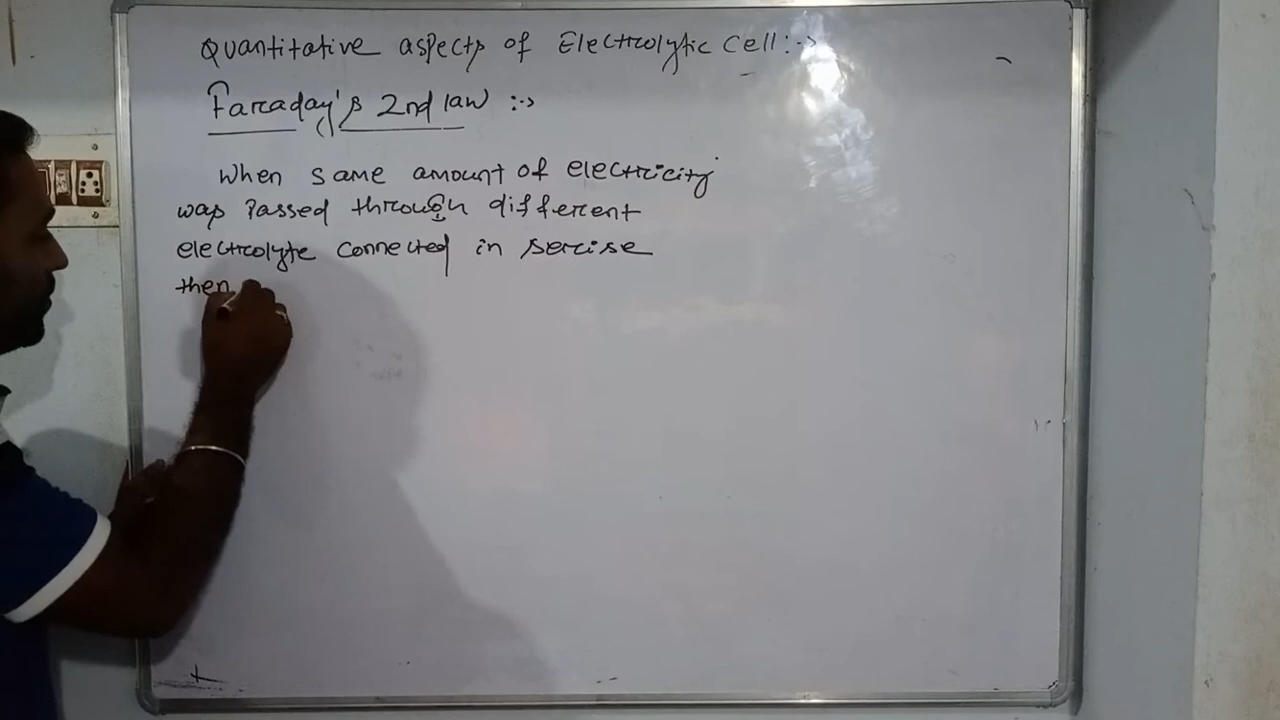 Quantitative aspects of Electrolytic Cell :->
Faraday's 2nd law :->
When same amount of electricity
was passed through different
electrolyte connected in serise
then